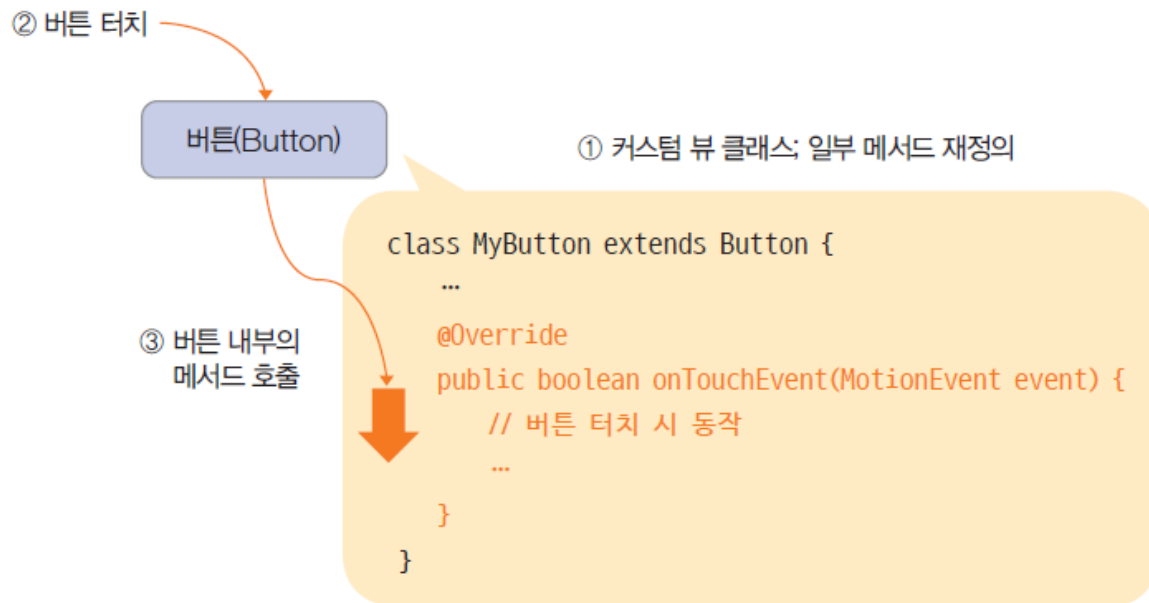 ② 버튼 터치
버튼(Button)
① 커스텀 뷰 클래스; 일부 메서드 재정의
class MyButton extends Button {
…
@Override
public boolean onTouchEvent(MotionEvent event) {
// 버튼 터치 시 동작
…
}
}
③ 버튼 내부의
메서드 호출